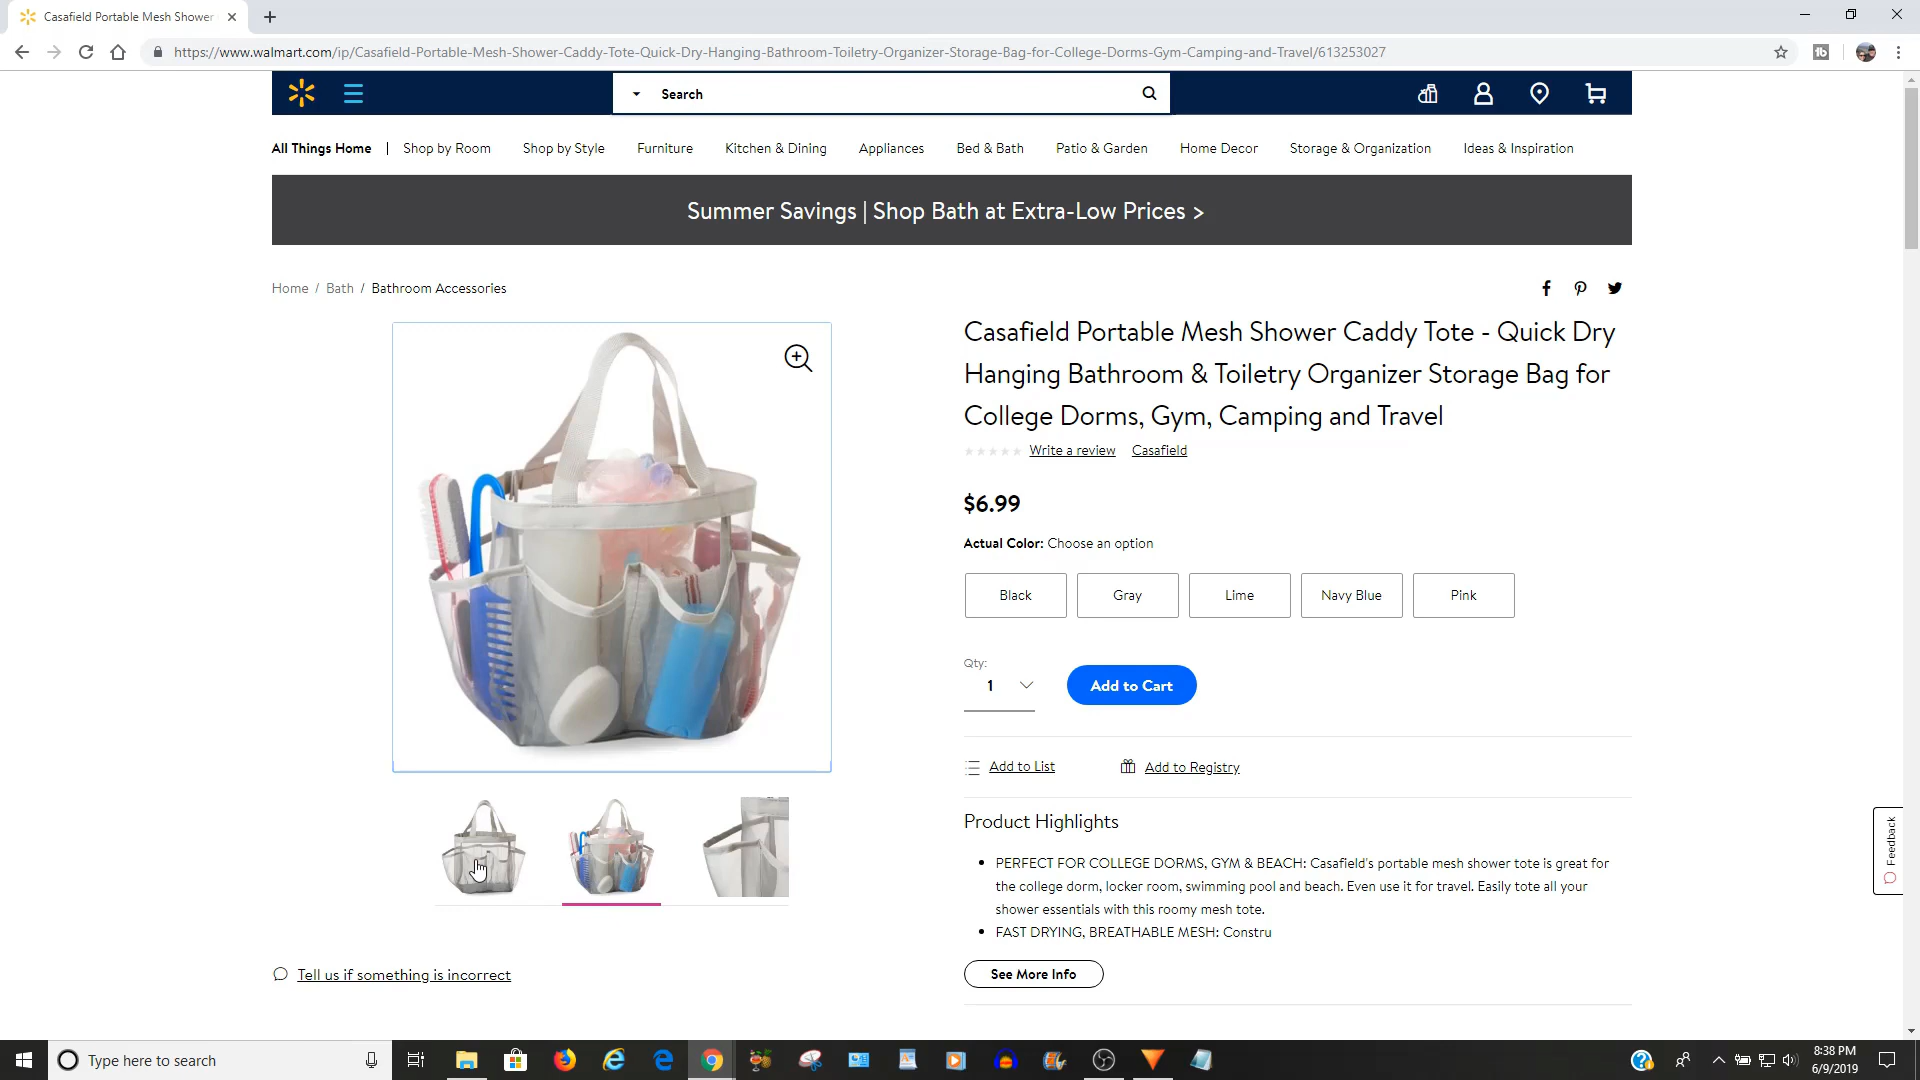 Casafield Portable Mesh Shower
https://www.walmart.com/ip/Casafield-Portable-Mesh-Shower-Caddy-Tote-Quick-Dry-Hanging-Bathroom-Toiletry-Organizer-Storage-Bag-for-College-Dorms-Gym-Camping-and-Travel/613253027
Search
All Things Home | Shop by Room Shop by Style Furniture Kitchen & Dining Appliances Bed & Bath Patio & Garden Home Decor Storage & Organization Ideas & Inspiration
Summer Savings | Shop Bath at Extra-Low Prices >
Home / Bath / Bathroom Accessories
Casafield Portable Mesh Shower Caddy Tote - Quick Dry
Hanging Bathroom & Toiletry Organizer Storage Bag for
College Dorms, Gym, Camping and Travel
Write a review Casafield
$6.99
Actual Color: Choose an option
Black Gray Lime Navy Blue Pink
Qty:
1 Add to Cart
Add to List Add to Registry
Product Highlights
• PERFECT FOR COLLEGE DORMS, GYM & BEACH: Casafield's portable mesh shower tote is great for
the college dorm, locker room, swimming pool and beach. Even use it for travel. Easily tote all your
shower essentials with this roomy mesh tote.
• FAST DRYING, BREATHABLE MESH: Constru
See More Info
Tell us if something is incorrect
Feedback
Type here to search
8:38 PM
6/9/2019